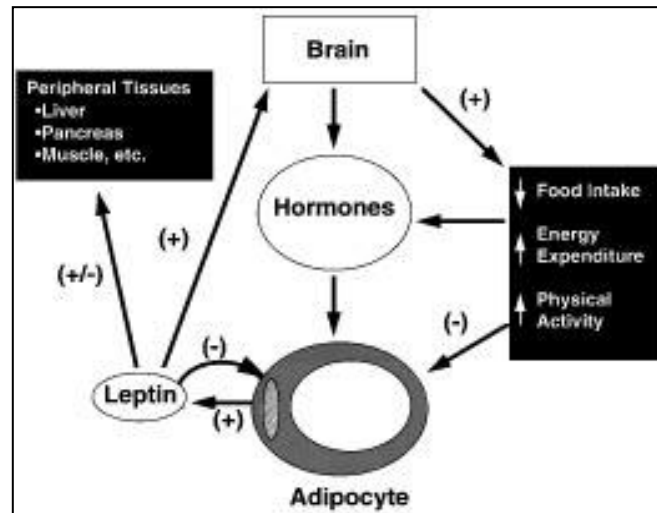 Brain
Peripheral Tissues
•Liver
•Pancreas
•Muscle, etc.
(+)
Food Intake
Energy
Expenditure
Physical
Activity
Hormones
(+)
(+/-)
(-)
(-)
Leptin
(+)
Adipocyte